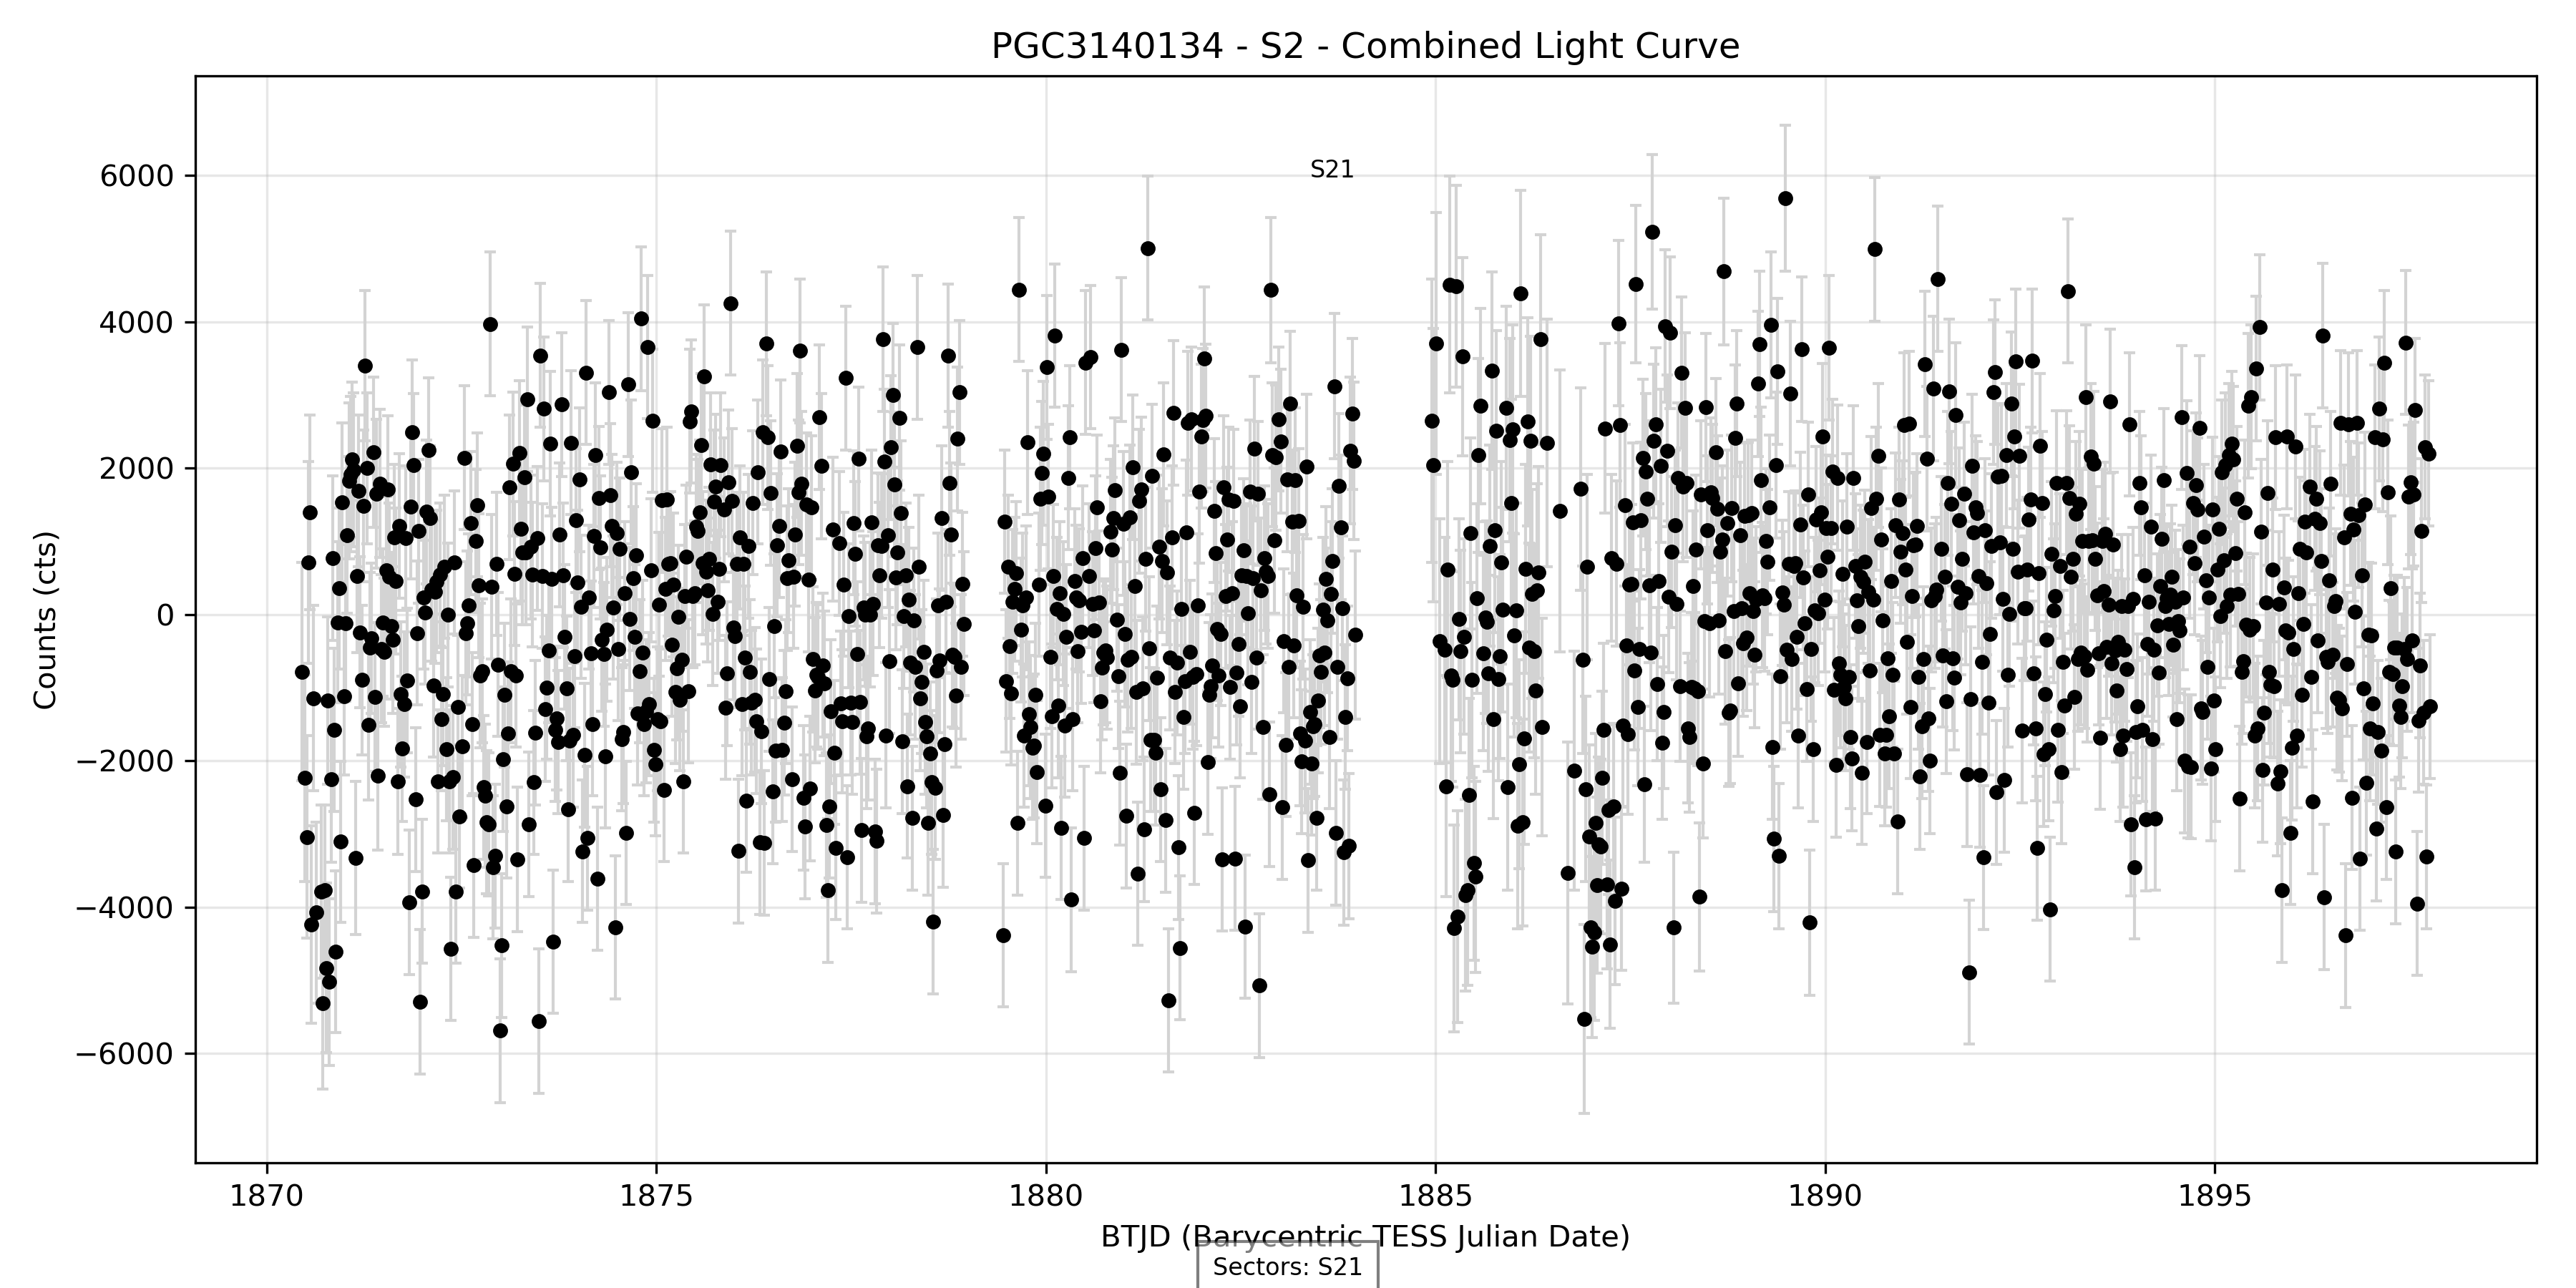 PGC3140134 - S2 - Combined Light Curve
S21
6000
4000
2000
0
−2000
−4000
−6000
Counts (cts)
1870
1875
1880
1885
1890
1895
BTJD (Barycentric TESS Julian Date)
Sectors: S21